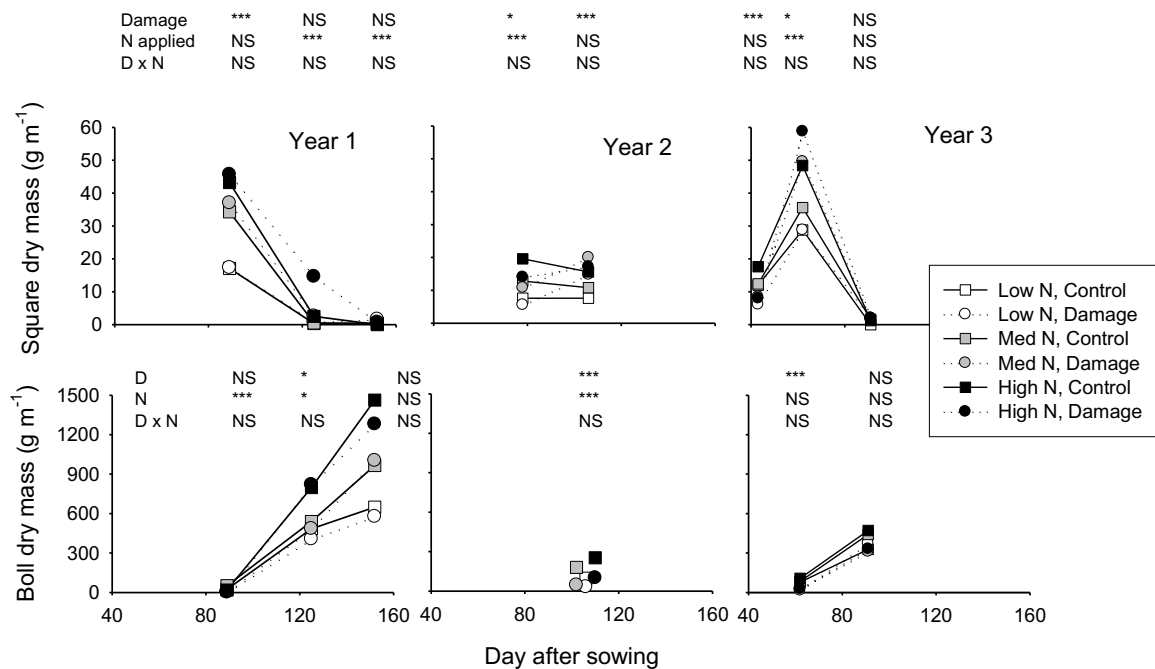 Damage *** NS NS * *** *** * NS
N applied NS *** *** *** NS NS *** NS
D x N NS NS NS NS NS NS NS NS
Square dry mass (g m⁻¹)
60
50
40
30
20
10
0
Year 1
Year 2
Year 3
Low N, Control
Low N, Damage
Med N, Control
Med N, Damage
High N, Control
High N, Damage
D NS * NS *** *** NS
N *** * NS *** NS NS
D x N NS NS NS NS NS NS
Boll dry mass (g m⁻¹)
1500
1200
900
600
300
0
40 80 120 160 40 80 120 160 40 80 120 160
Day after sowing